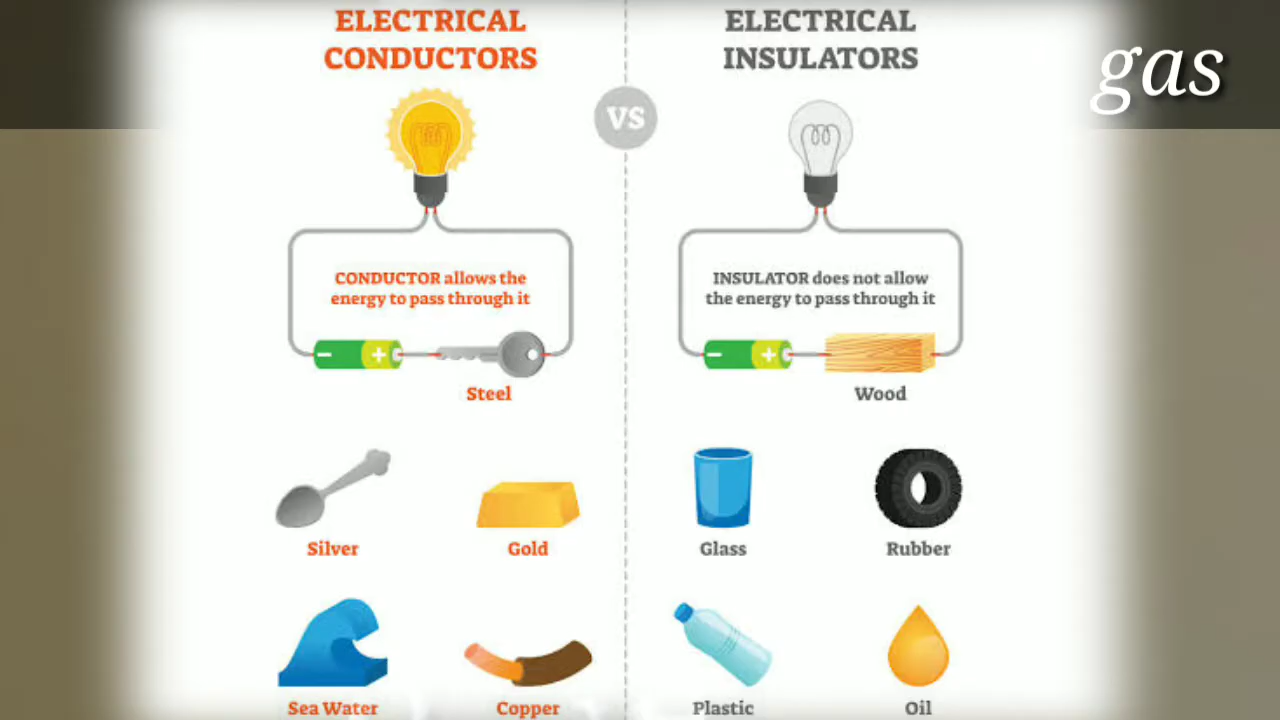 ELECTRICAL
CONDUCTORS
VS
ELECTRICAL
INSULATORS
gas
CONDUCTOR allows the
energy to pass through it
INSULATOR does not allow
the energy to pass through it
− +
− +
Steel
Wood
Silver
Gold
Glass
Rubber
Sea Water
Copper
Plastic
Oil